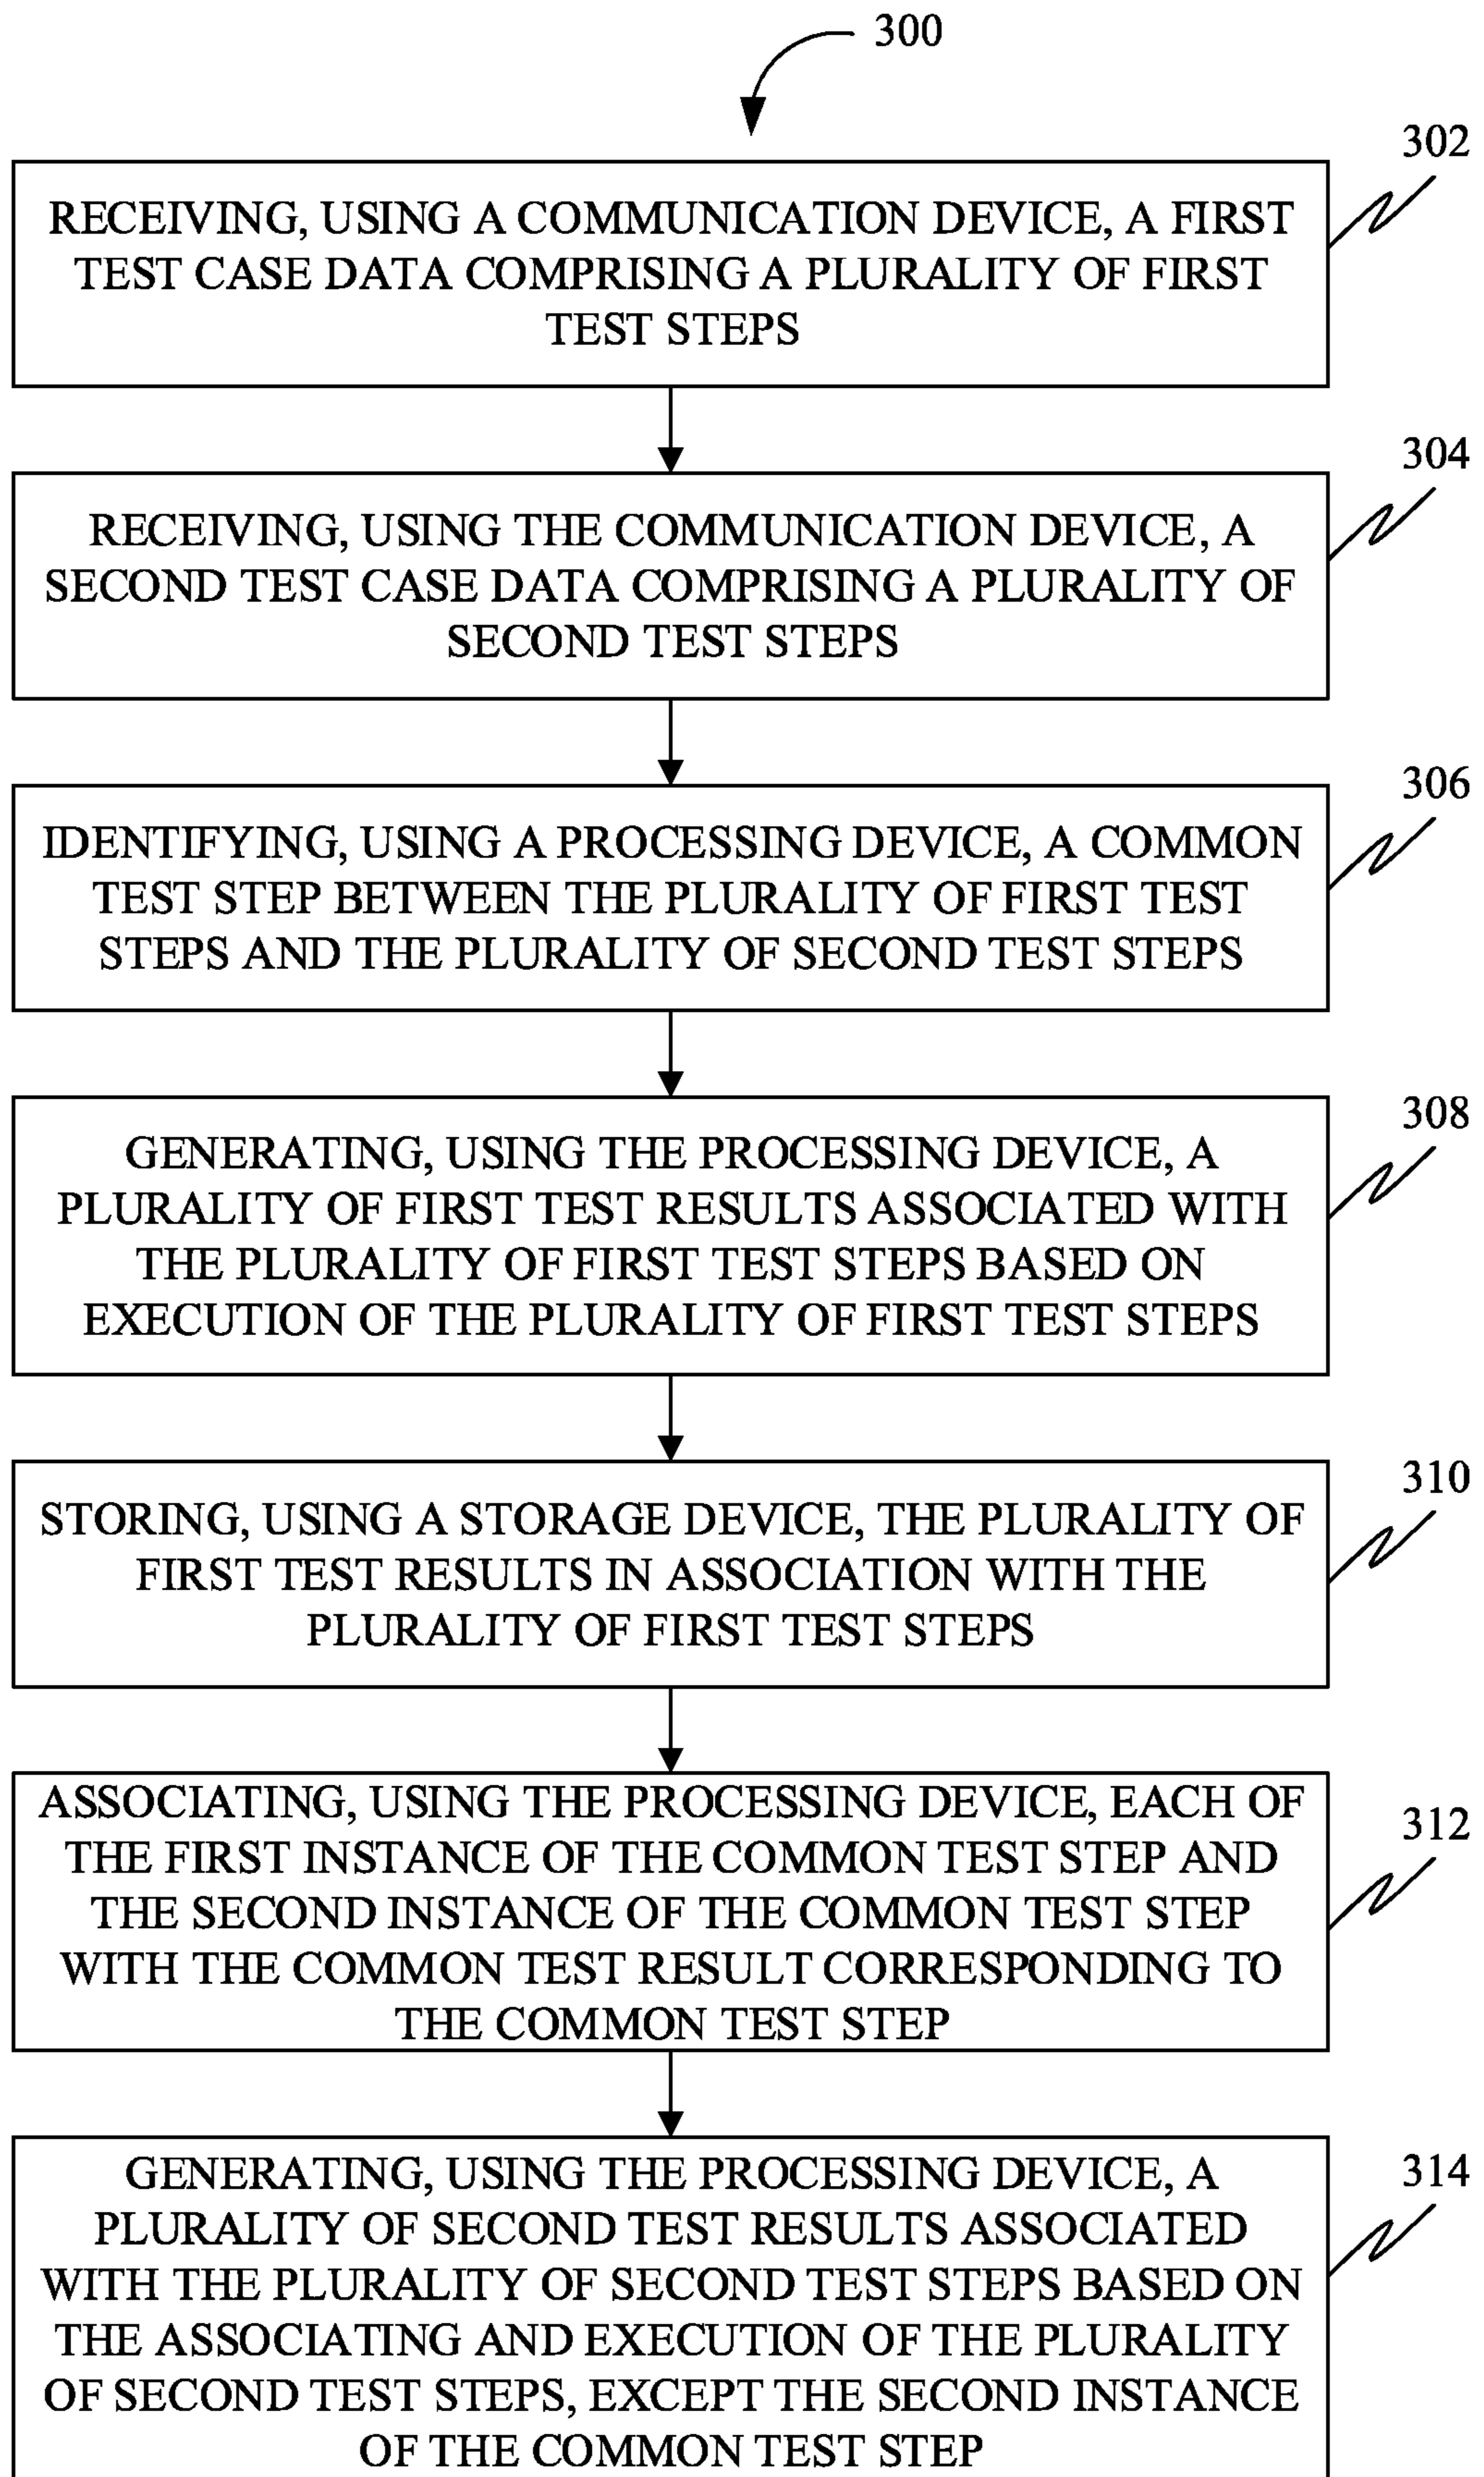 300
302
RECEIVING, USING A COMMUNICATION DEVICE, A FIRST
TEST CASE DATA COMPRISING A PLURALITY OF FIRST
TEST STEPS
304
RECEIVING, USING THE COMMUNICATION DEVICE, A
SECOND TEST CASE DATA COMPRISING A PLURALITY OF
SECOND TEST STEPS
306
IDENTIFYING, USING A PROCESSING DEVICE, A COMMON
TEST STEP BETWEEN THE PLURALITY OF FIRST TEST
STEPS AND THE PLURALITY OF SECOND TEST STEPS
308
GENERATING, USING THE PROCESSING DEVICE, A
PLURALITY OF FIRST TEST RESULTS ASSOCIATED WITH
THE PLURALITY OF FIRST TEST STEPS BASED ON
EXECUTION OF THE PLURALITY OF FIRST TEST STEPS
310
STORING, USING A STORAGE DEVICE, THE PLURALITY OF
FIRST TEST RESULTS IN ASSOCIATION WITH THE
PLURALITY OF FIRST TEST STEPS
312
ASSOCIATING, USING THE PROCESSING DEVICE, EACH OF
THE FIRST INSTANCE OF THE COMMON TEST STEP AND
THE SECOND INSTANCE OF THE COMMON TEST STEP
WITH THE COMMON TEST RESULT CORRESPONDING TO
THE COMMON TEST STEP
314
GENERATING, USING THE PROCESSING DEVICE, A
PLURALITY OF SECOND TEST RESULTS ASSOCIATED
WITH THE PLURALITY OF SECOND TEST STEPS BASED ON
THE ASSOCIATING AND EXECUTION OF THE PLURALITY
OF SECOND TEST STEPS, EXCEPT THE SECOND INSTANCE
OF THE COMMON TEST STEP